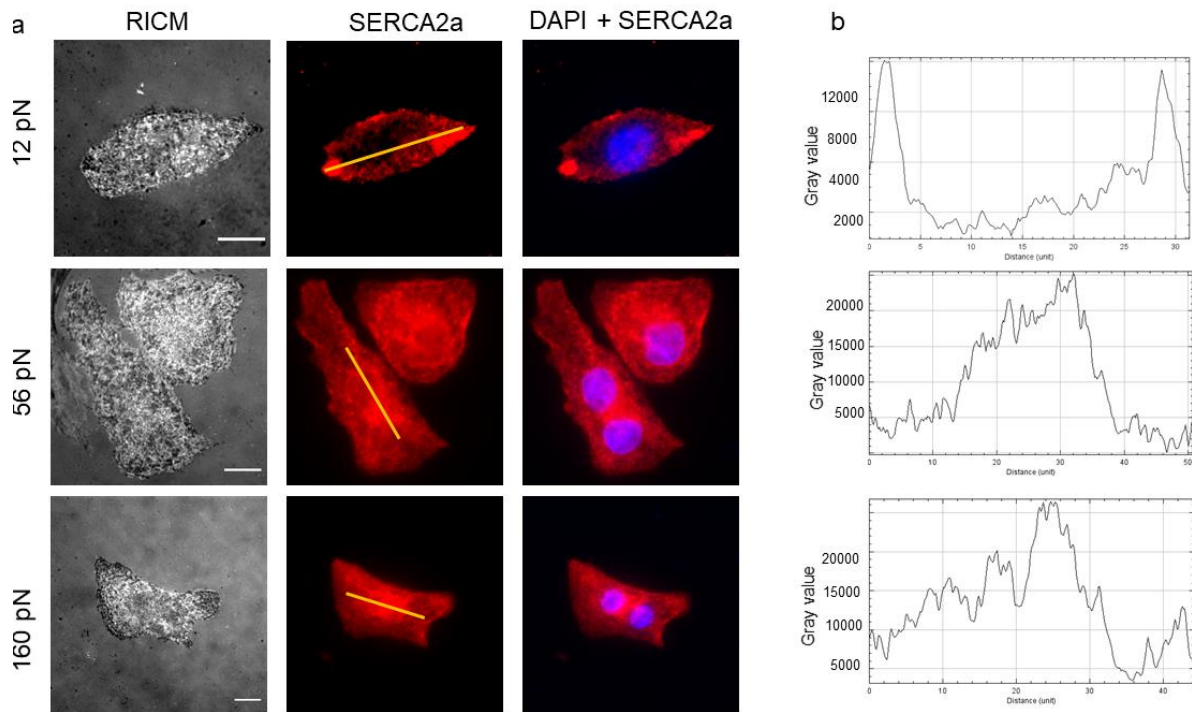 a RICM SERCA2a DAPI + SERCA2a b
12 pN
56 pN
160 pN
Gray value
12000
8000
4000
2000
0 5 10 15 20 25 30
Distance (unit)
Gray value
20000
15000
10000
5000
0 10 20 30 40 50
Distance (unit)
Gray value
20000
15000
10000
5000
0 10 20 30 40
Distance (unit)